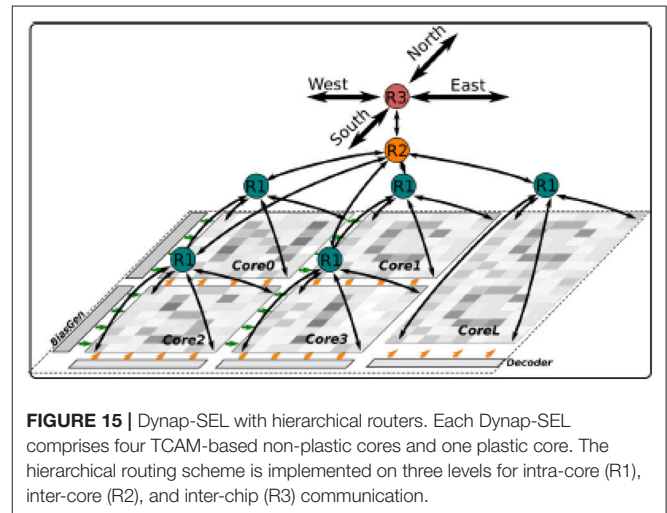 North
West
East
R3
South
R2
R1
R1
R1
R1
R1
Core0
Core1
BiasGen
Core2
Core3
CoreL
Decoder
FIGURE 15 | Dynap-SEL with hierarchical routers. Each Dynap-SEL
comprises four TCAM-based non-plastic cores and one plastic core. The
hierarchical routing scheme is implemented on three levels for intra-core (R1),
inter-core (R2), and inter-chip (R3) communication.